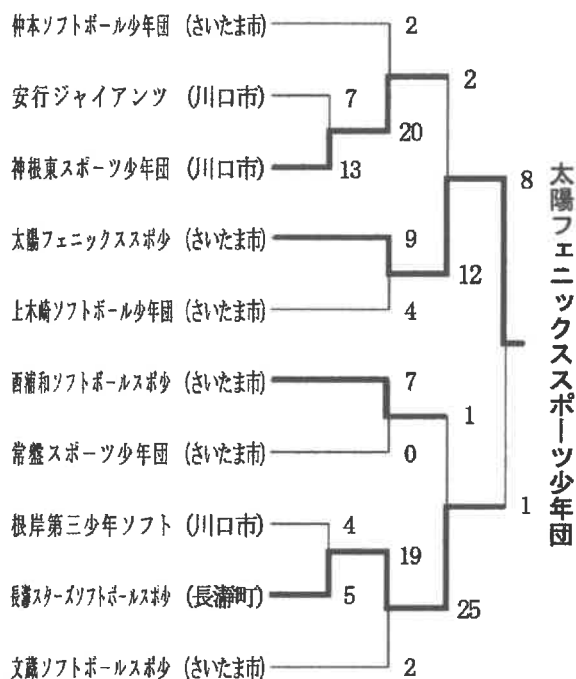 仲本ソフトボール少年団 (さいたま市) 2
安行ジャイアンツ (川口市) 7
2
20
神根東スポーツ少年団 (川口市) 13
8
太陽フェニックススポ少 (さいたま市) 9
12
上木崎ソフトボール少年団 (さいたま市) 4
西浦和ソフトボールスポ少 (さいたま市) 7
1
常盤スポーツ少年団 (さいたま市) 0
1
根岸第三少年ソフト (川口市) 4
19
長瀞スターズソフトボールスポ少 (長瀞町) 5
25
文蔵ソフトボールスポ少 (さいたま市) 2
太陽フェニックススポーツ少年団